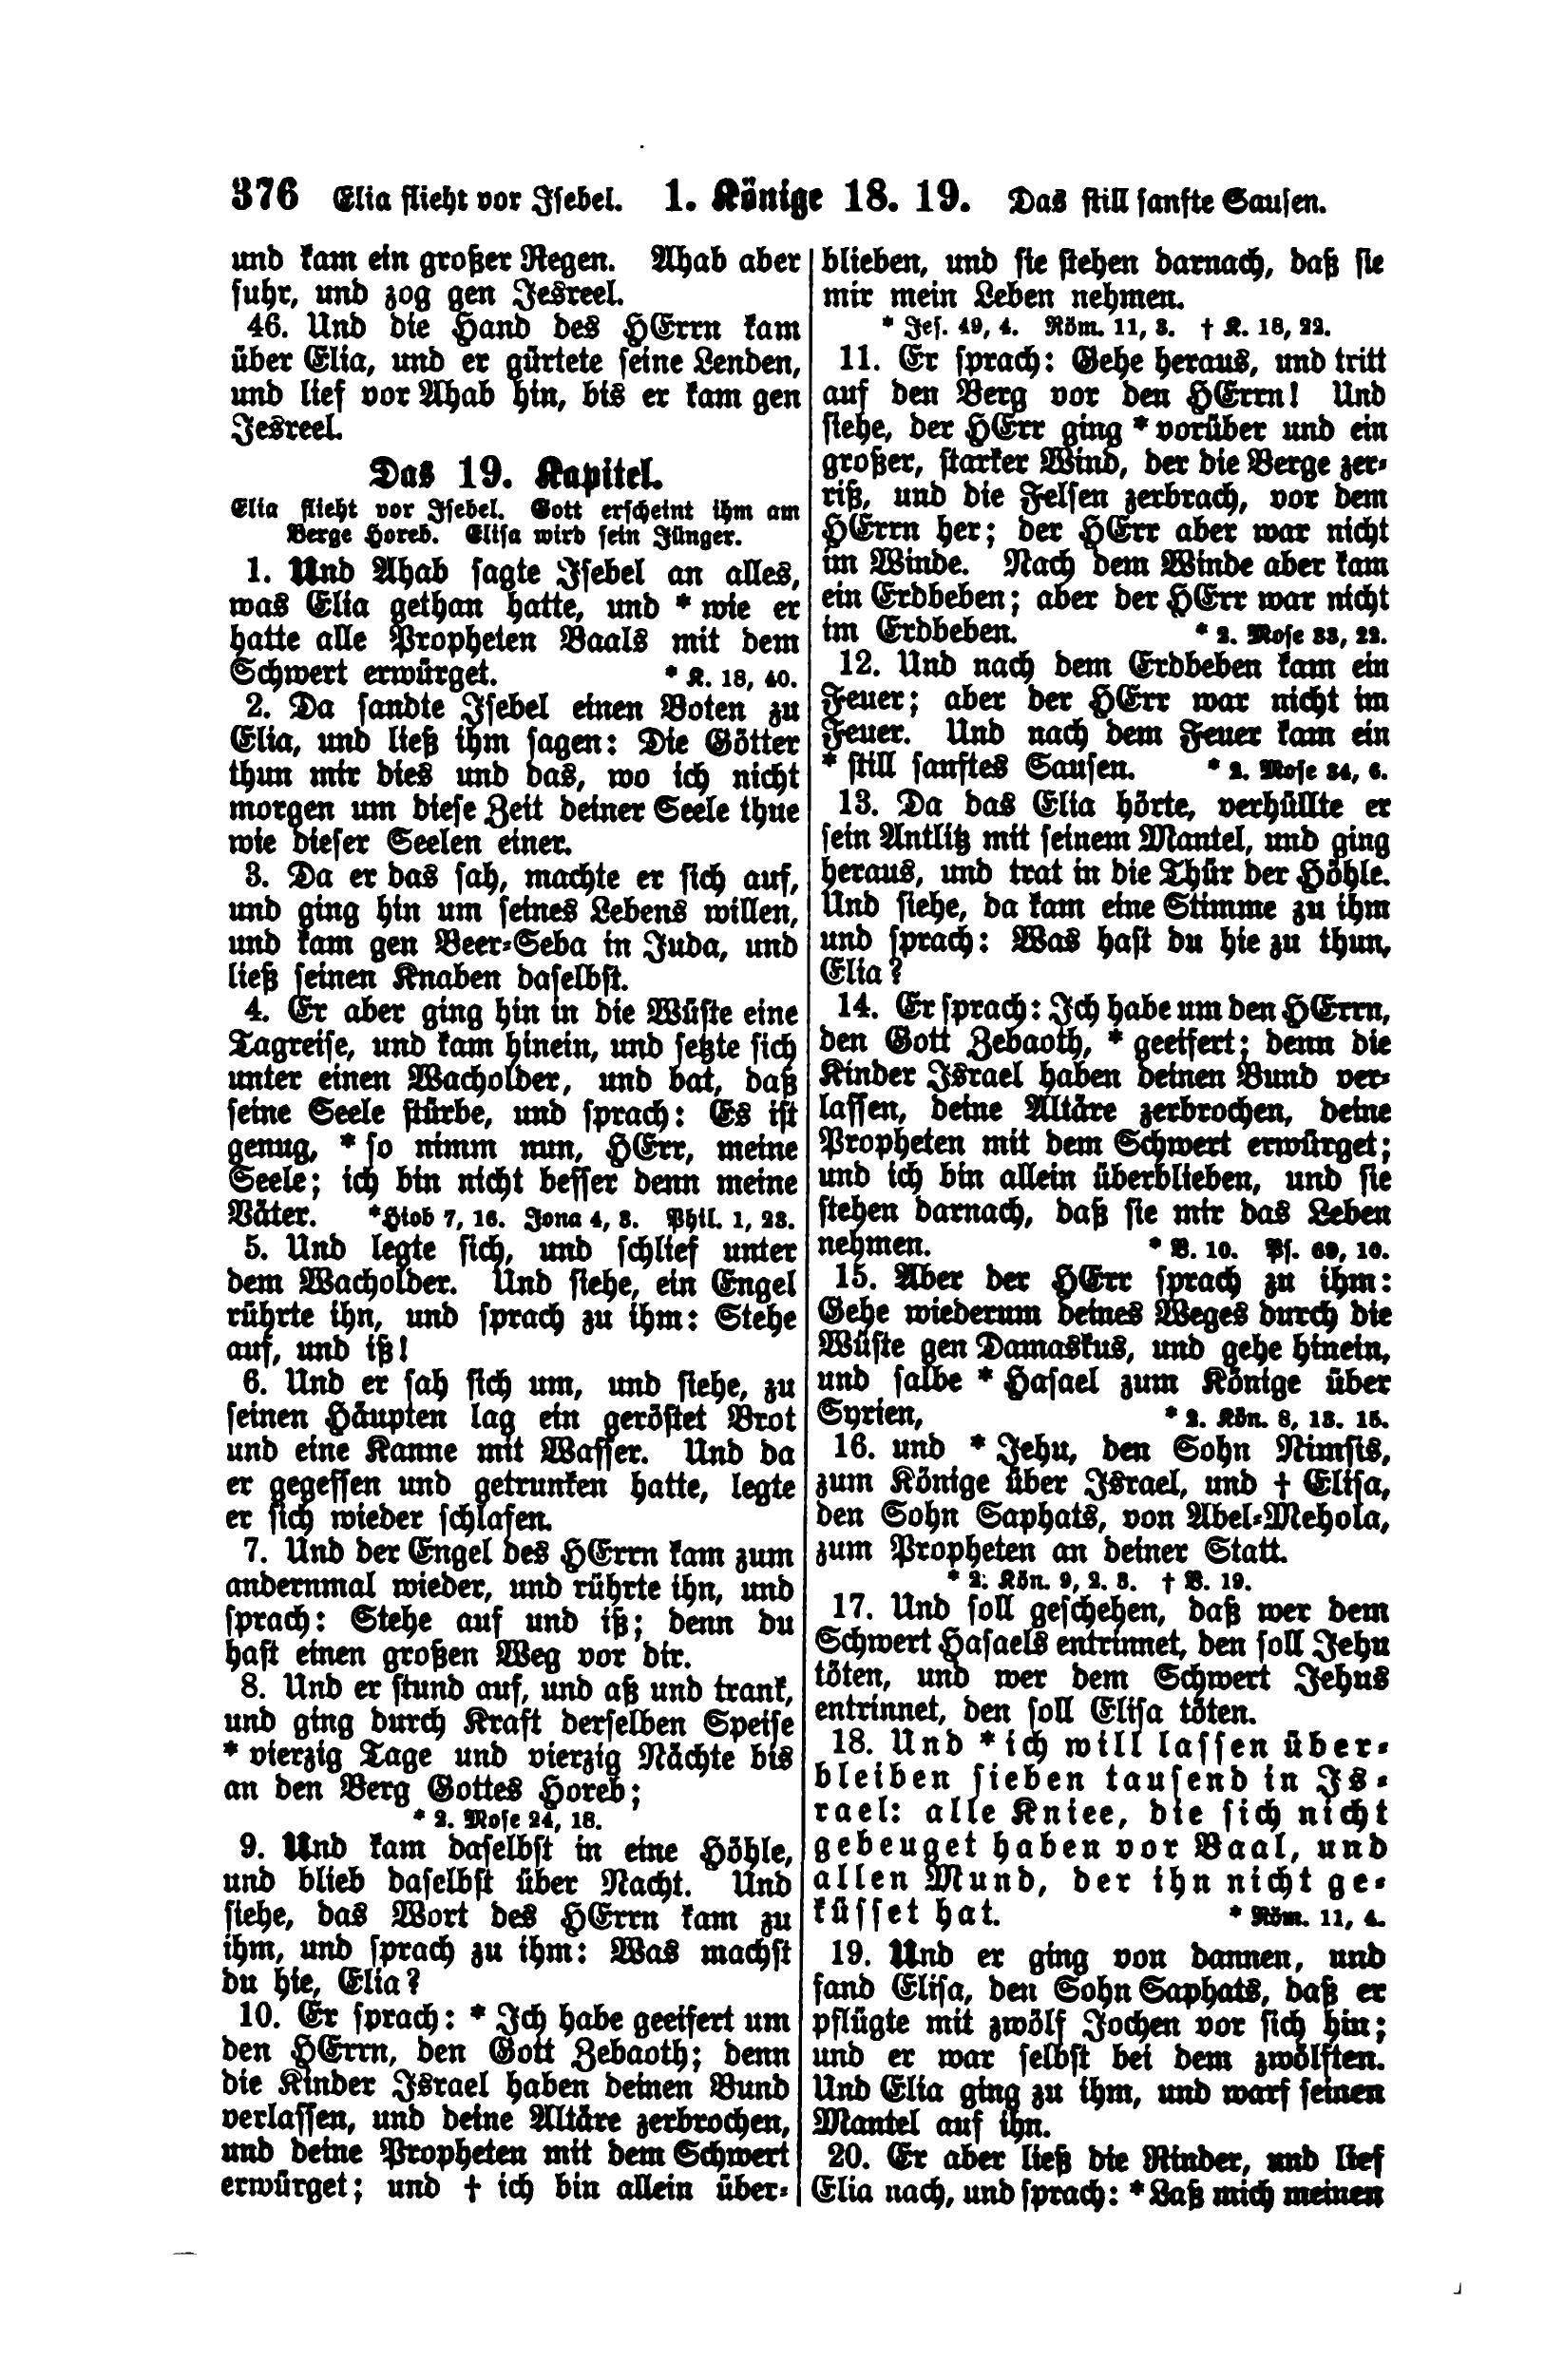 376 Elia flieht vor Isebel. 1. Könige 18. 19. Das still sanfte Sausen.
und kam ein großer Regen. Ahab aber
fuhr, und zog gen Jesreel.
46. Und die Hand des HErrn kam
über Elia, und er gürtete seine Lenden,
und lief vor Ahab hin, bis er kam gen
Jesreel.
Das 19. Kapitel.
Elia flieht vor Isebel. Gott erscheint ihm am
Berge Horeb. Elisa wird sein Jünger.
1. Und Ahab sagte Isebel an alles,
was Elia gethan hatte, und * wie er
hatte alle Propheten Baals mit dem
Schwert erwürget. * K. 18, 40.
2. Da sandte Isebel einen Boten zu
Elia, und ließ ihm sagen: Die Götter
thun mir dies und das, wo ich nicht
morgen um diese Zeit deiner Seele thue
wie dieser Seelen einer.
3. Da er das sah, machte er sich auf,
und ging hin um seines Lebens willen,
und kam gen Beer-Seba in Juda, und
ließ seinen Knaben daselbst.
4. Er aber ging hin in die Wüste eine
Tagreise, und kam hinein, und setzte sich
unter einen Wacholder, und bat, daß
seine Seele stürbe, und sprach: Es ist
genug, * so nimm nun, HErr, meine
Seele; ich bin nicht besser denn meine
Väter. *Hiob 7, 16. Jona 4, 3. Phil. 1, 23.
5. Und legte sich, und schlief unter
dem Wacholder. Und siehe, ein Engel
rührte ihn, und sprach zu ihm: Stehe
auf, und iß!
6. Und er sah sich um, und siehe, zu
seinen Häupten lag ein geröstet Brot
und eine Kanne mit Wasser. Und da
er gegessen und getrunken hatte, legte
er sich wieder schlafen.
7. Und der Engel des HErrn kam zum
andernmal wieder, und rührte ihn, und
sprach: Stehe auf und iß; denn du
hast einen großen Weg vor dir.
8. Und er stund auf, und aß und trank,
und ging durch Kraft derselben Speise
* vierzig Tage und vierzig Nächte bis
an den Berg Gottes Horeb;
* 2. Mose 24, 18.
9. Und kam daselbst in eine Höhle,
und blieb daselbst über Nacht. Und
siehe, das Wort des HErrn kam zu
ihm, und sprach zu ihm: Was machst
du hie, Elia?
10. Er sprach: * Ich habe geeifert um
den HErrn, den Gott Zebaoth; denn
die Kinder Israel haben deinen Bund
verlassen, und deine Altäre zerbrochen,
und deine Propheten mit dem Schwert
erwürget; und † ich bin allein über-
blieben, und sie stehen darnach, daß sie
mir mein Leben nehmen.
* Jes. 49, 4. Röm. 11, 3. † K. 18, 22.
11. Er sprach: Gehe heraus, und tritt
auf den Berg vor den HErrn! Und
siehe, der HErr ging * vorüber und ein
großer, starker Wind, der die Berge zer-
riß, und die Felsen zerbrach, vor dem
HErrn her; der HErr aber war nicht
im Winde. Nach dem Winde aber kam
ein Erdbeben; aber der HErr war nicht
im Erdbeben. * 2. Mose 33, 22.
12. Und nach dem Erdbeben kam ein
Feuer; aber der HErr war nicht im
Feuer. Und nach dem Feuer kam ein
* still sanftes Sausen. * 2. Mose 34, 6.
13. Da das Elia hörte, verhüllte er
sein Antlitz mit seinem Mantel, und ging
heraus, und trat in die Thür der Höhle.
Und siehe, da kam eine Stimme zu ihm
und sprach: Was hast du hie zu thun,
Elia?
14. Er sprach: Ich habe um den HErrn,
den Gott Zebaoth, * geeifert; denn die
Kinder Israel haben deinen Bund ver-
lassen, deine Altäre zerbrochen, deine
Propheten mit dem Schwert erwürget;
und ich bin allein überblieben, und sie
stehen darnach, daß sie mir das Leben
nehmen. * V. 10. Ps. 69, 10.
15. Aber der HErr sprach zu ihm:
Gehe wiederum deines Weges durch die
Wüste gen Damaskus, und gehe hinein,
und salbe * Hasael zum Könige über
Syrien, * 2. Kön. 8, 13. 15.
16. und * Jehu, den Sohn Nimsis,
zum Könige über Israel, und † Elisa,
den Sohn Saphats, von Abel-Mehola,
zum Propheten an deiner Statt.
* 2. Kön. 9, 2. 3. † V. 19.
17. Und soll geschehen, daß wer dem
Schwert Hasaels entrinnet, den soll Jehu
töten, und wer dem Schwert Jehus
entrinnet, den soll Elisa töten.
18. Und * ich will lassen über-
bleiben sieben tausend in Is-
rael: alle Kniee, die sich nicht
gebeuget haben vor Baal, und
allen Mund, der ihn nicht ge-
küsset hat. * Röm. 11, 4.
19. Und er ging von dannen, und
fand Elisa, den Sohn Saphats, daß er
pflügte mit zwölf Jochen vor sich hin;
und er war selbst bei dem zwölften.
Und Elia ging zu ihm, und warf seinen
Mantel auf ihn.
20. Er aber ließ die Rinder, und lief
Elia nach, und sprach: * Laß mich meinen